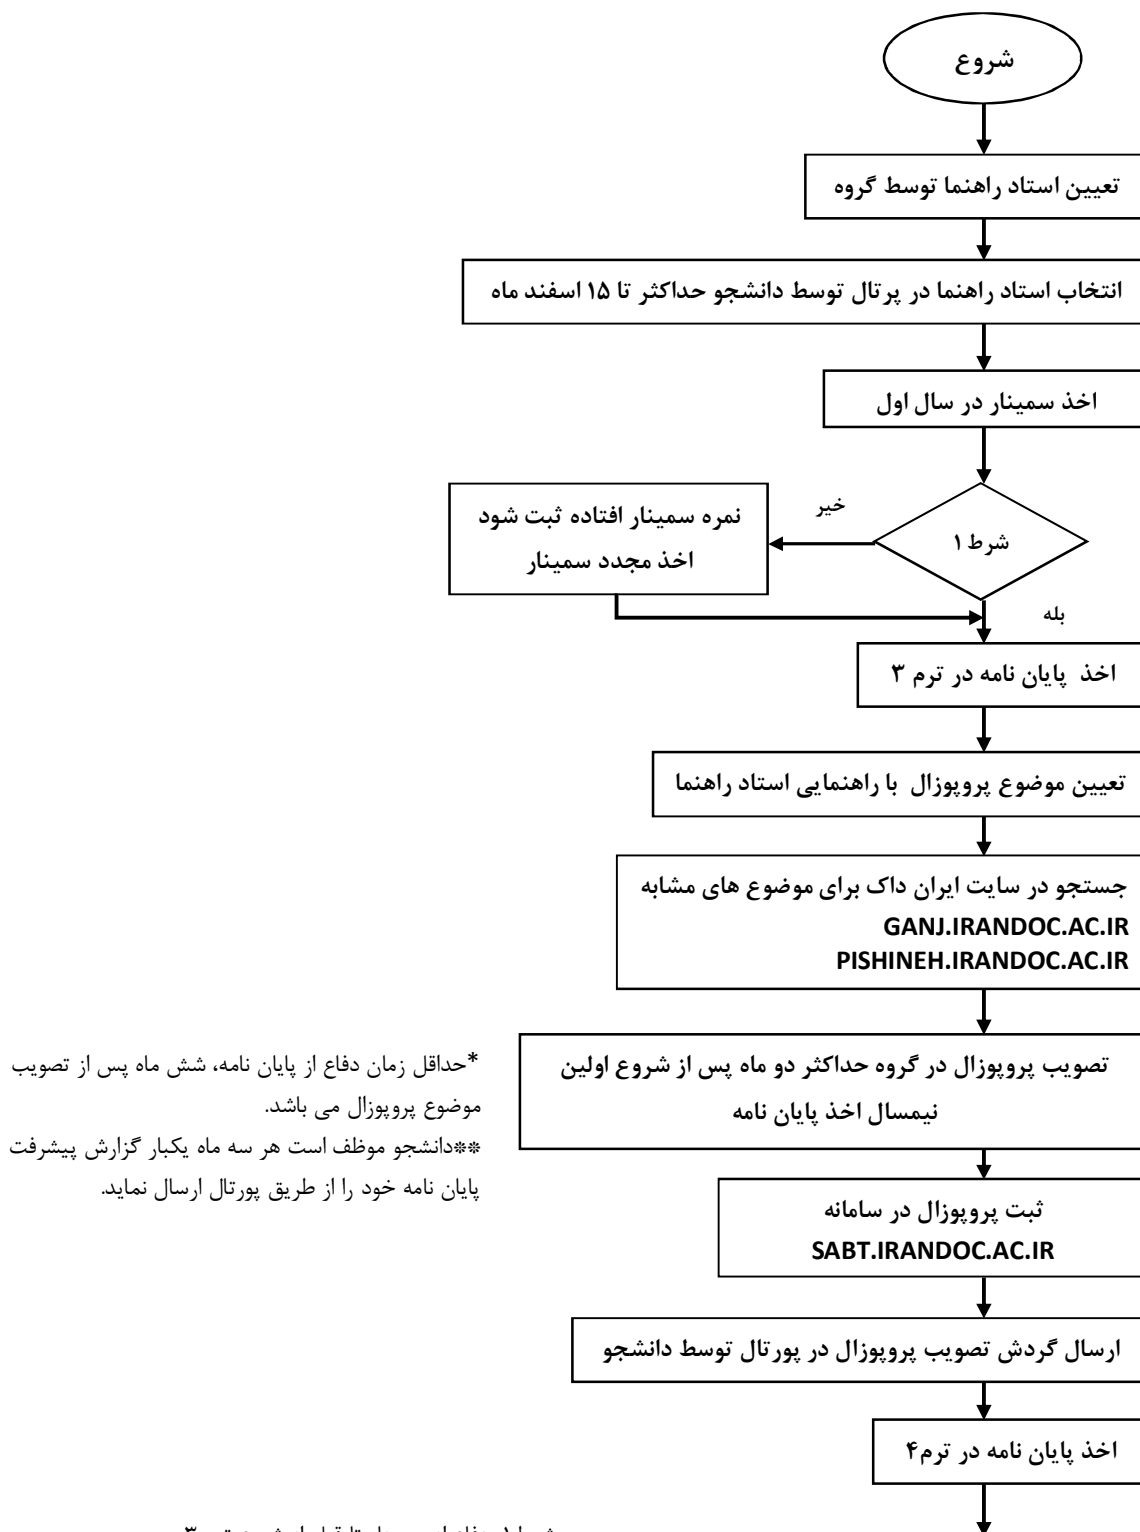 شروع
تعیین استاد راهنما توسط گروه
انتخاب استاد راهنما در پرتال توسط دانشجو حداکثر تا ۱۵ اسفند ماه
اخذ سمینار در سال اول
شرط ۱
خیر
نمره سمینار افتاده ثبت شود
اخذ مجدد سمینار
بله
اخذ پایان نامه در ترم ۳
تعیین موضوع پروپوزال با راهنمایی استاد راهنما
جستجو در سایت ایران داک برای موضوع های مشابه
GANJ.IRANDOC.AC.IR
PISHINEH.IRANDOC.AC.IR
تصویب پروپوزال در گروه حداکثر دو ماه پس از شروع اولین
نیمسال اخذ پایان نامه
*حداقل زمان دفاع از پایان نامه، شش ماه پس از تصویب
موضوع پروپوزال می باشد.
**دانشجو موظف است هر سه ماه یکبار گزارش پیشرفت
پایان نامه خود را از طریق پورتال ارسال نماید.
ثبت پروپوزال در سامانه
SABT.IRANDOC.AC.IR
ارسال گردش تصویب پروپوزال در پورتال توسط دانشجو
اخذ پایان نامه در ترم۴